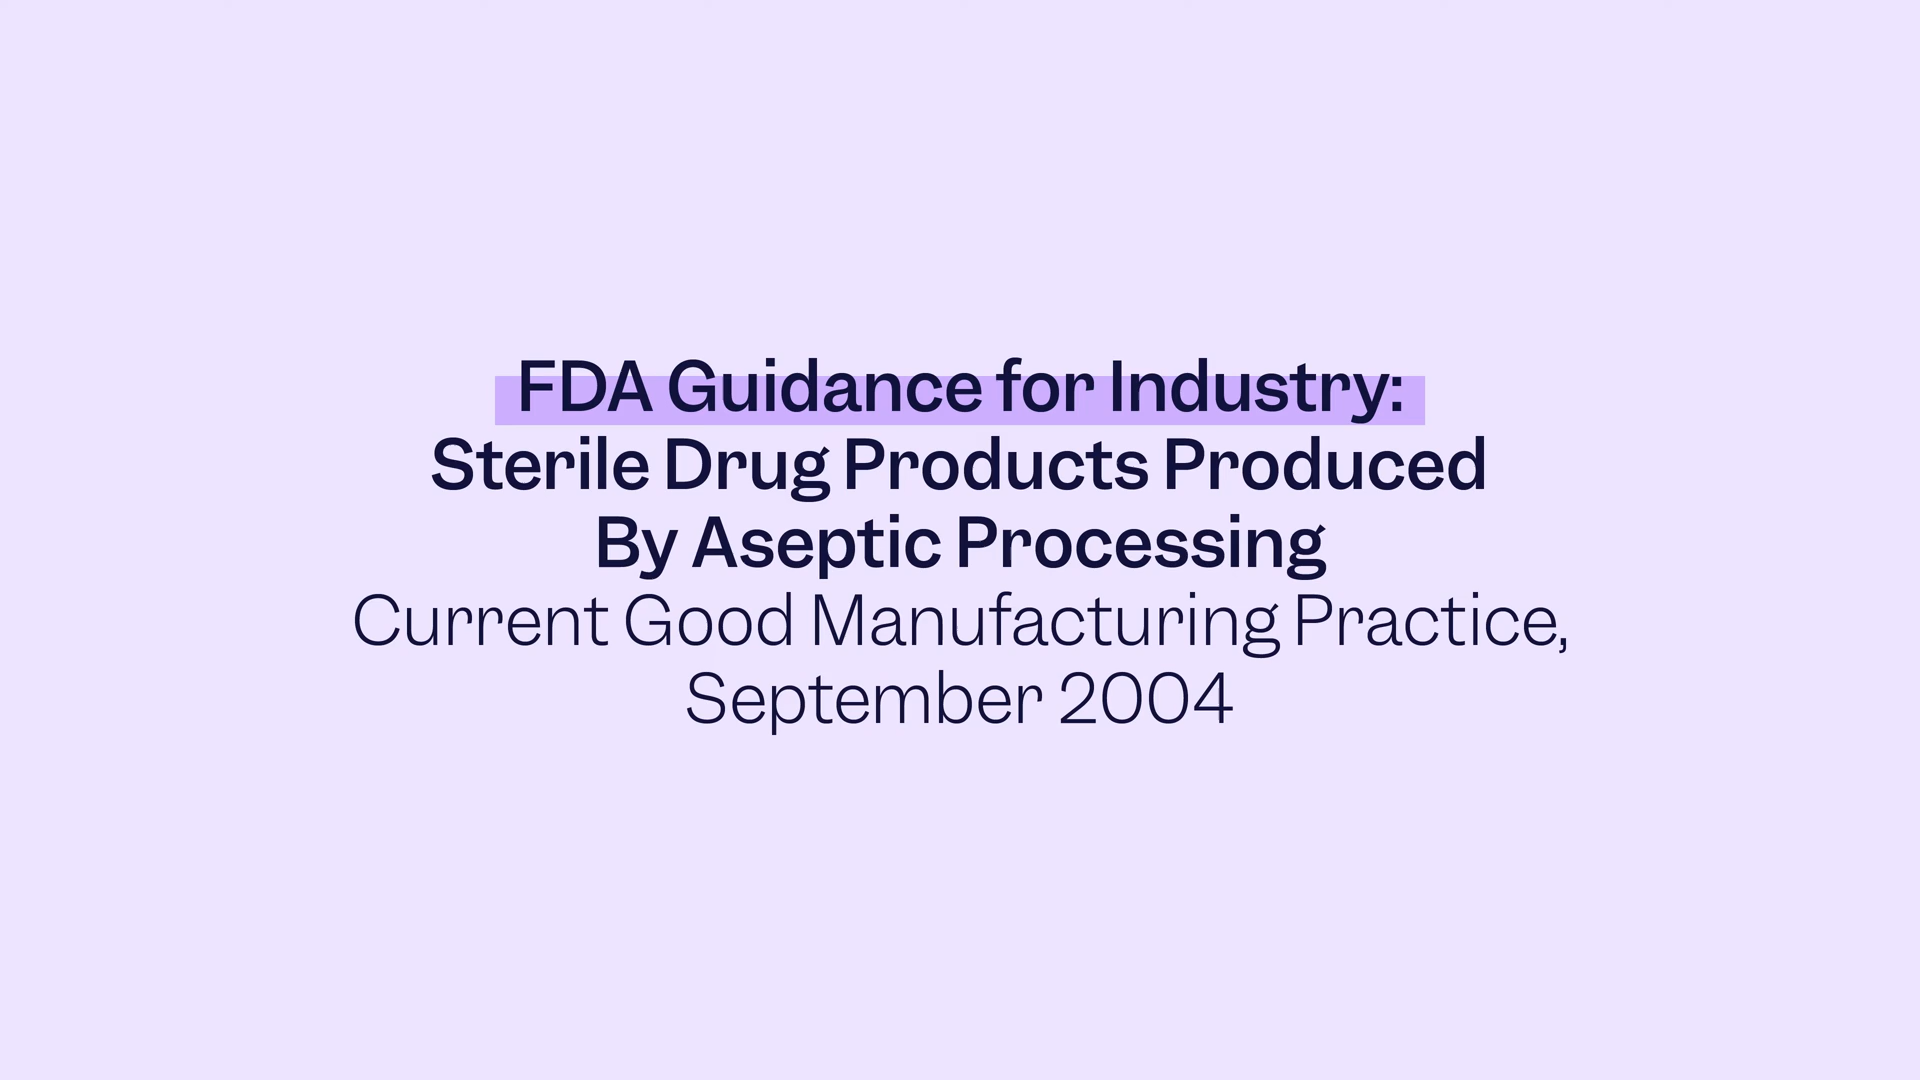 FDA Guidance for Industry:
Sterile Drug Products Produced
By Aseptic Processing
Current Good Manufacturing Practice,
September 2004